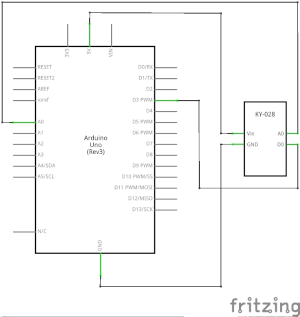 3V3
5V
VIN
RESET
RESET2
AREF
ioref
A0
A1
A2
A3
A4/SDA
A5/SCL
N/C
Arduino
Uno
(Rev3)
D0/RX
D1/TX
D2
D3 PWM
D4
D5 PWM
D6 PWM
D7
D8
D9 PWM
D10 PWM/SS
D11 PWM/MOSI
D12/MISO
D13/SCK
GND
KY-028
Vin
GND
A0
D0
fritzing